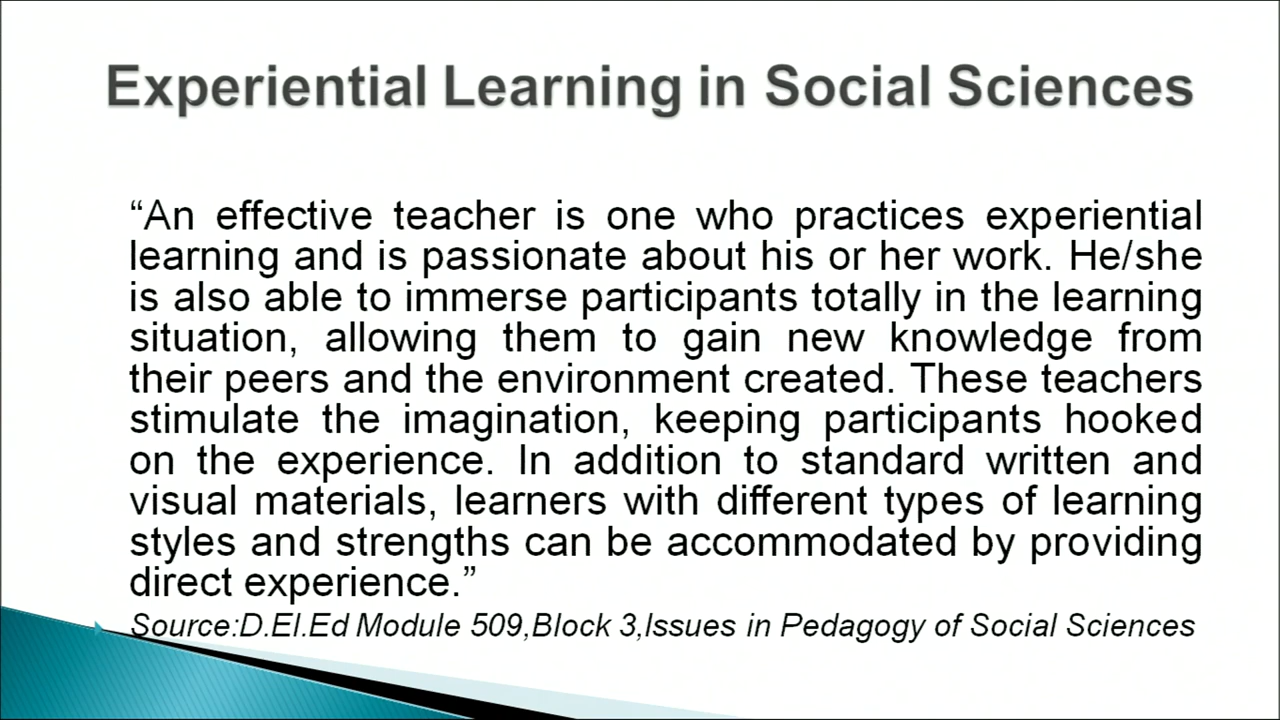 Experiential Learning in Social Sciences
“An effective teacher is one who practices experiential
learning and is passionate about his or her work. He/she
is also able to immerse participants totally in the learning
situation, allowing them to gain new knowledge from
their peers and the environment created. These teachers
stimulate the imagination, keeping participants hooked
on the experience. In addition to standard written and
visual materials, learners with different types of learning
styles and strengths can be accommodated by providing
direct experience.”
Source:D.El.Ed Module 509,Block 3,Issues in Pedagogy of Social Sciences